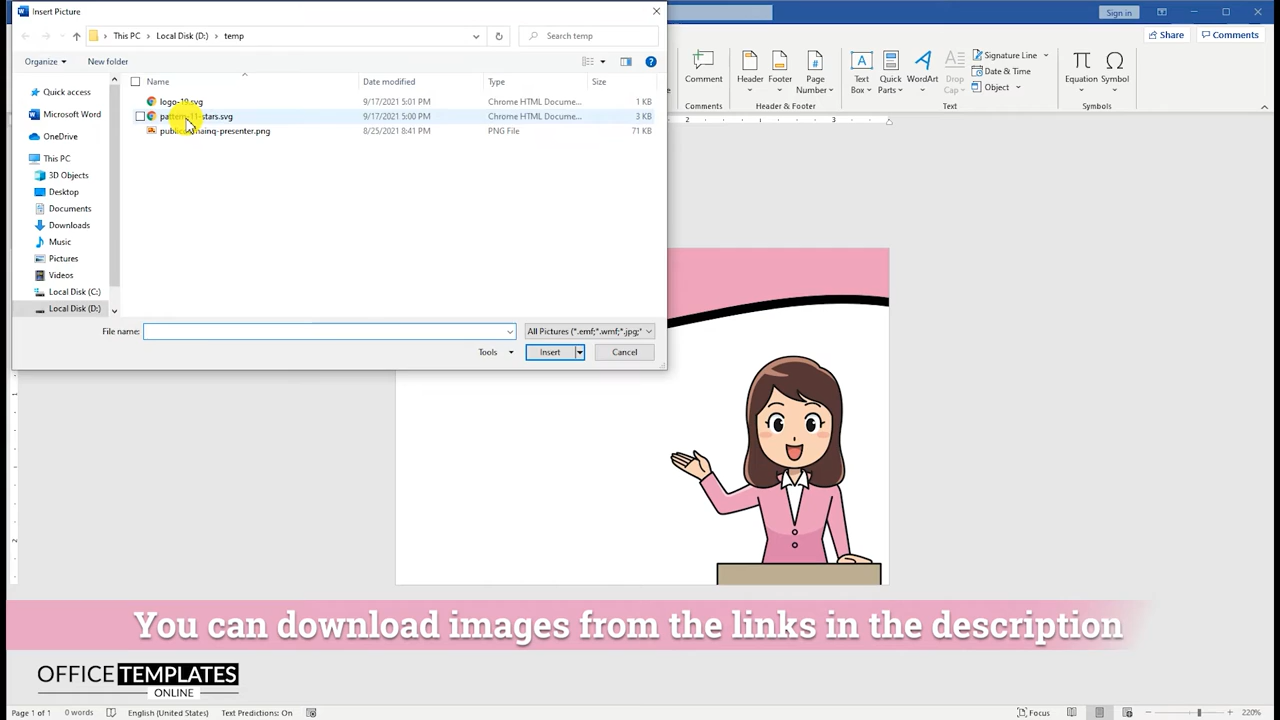 Insert Picture
Sign in
This PC > Local Disk (D:) > temp
Search temp
Share
Comments
Organize
New folder
Comment
Header
Footer
Page Number
Text Box
Quick Parts
WordArt
Drop Cap
Signature Line
Date & Time
Object
Equation
Symbol
Comments
Header & Footer
Text
Symbols
Name
Date modified
Type
Size
logo-19.svg
9/17/2021 5:01 PM
Chrome HTML Docume...
1 KB
pattern-11-stars.svg
9/17/2021 5:00 PM
Chrome HTML Docume...
3 KB
8/25/2021 8:41 PM
PNG File
71 KB
Quick access
Microsoft Word
OneDrive
This PC
3D Objects
Desktop
Documents
Downloads
Music
Pictures
Videos
Local Disk (C:)
Local Disk (D:)
2
3
File name:
All Pictures (*.emf;*.wmf;*.jpg;*
Tools
Insert
Cancel
1
2
You can download images from the links in the description
OFFICE TEMPLATES
ONLINE
Page 1 of 1
0 words
English (United States)
Text Predictions: On
Focus
220%